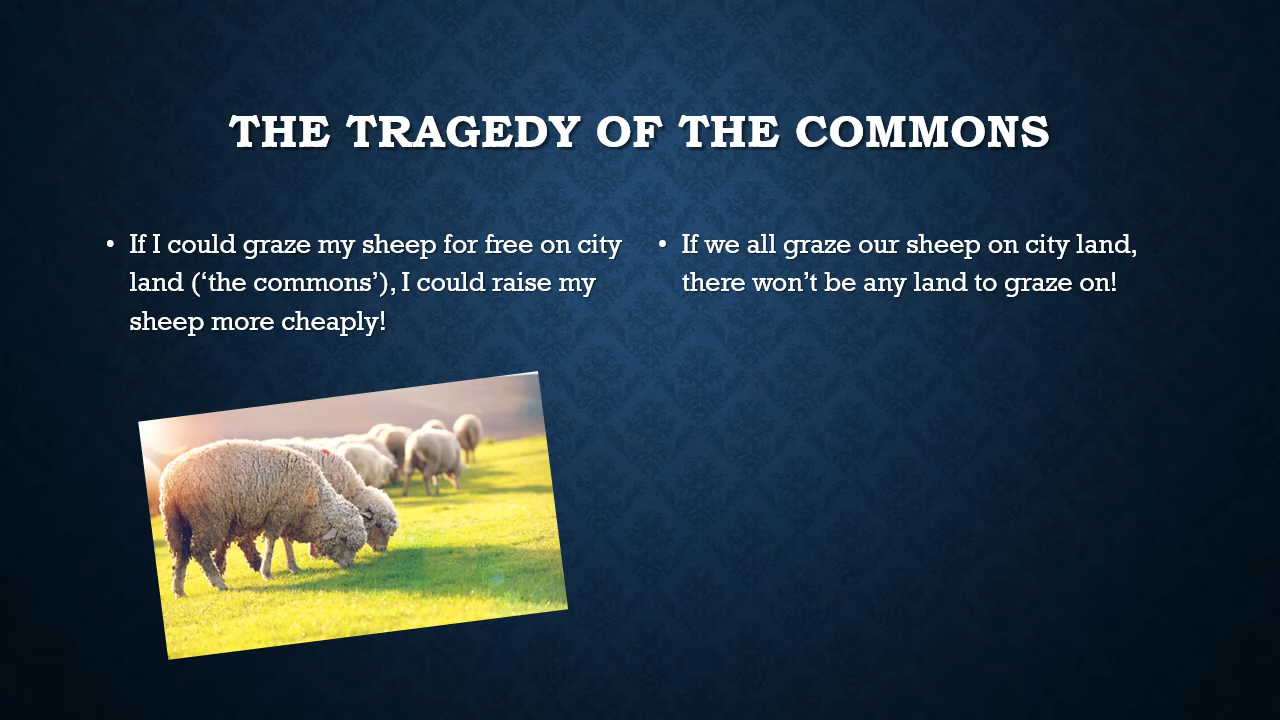 THE TRAGEDY OF THE COMMONS
• If I could graze my sheep for free on city
land (‘the commons’), I could raise my
sheep more cheaply!
• If we all graze our sheep on city land,
there won’t be any land to graze on!